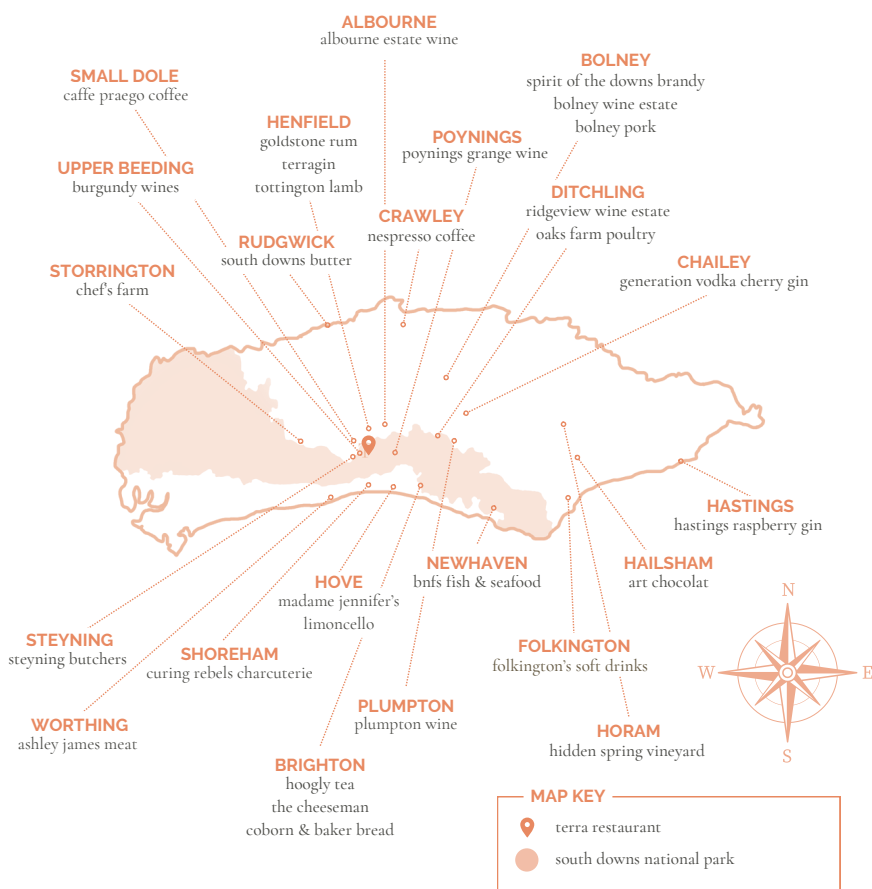 ALBOURNE
albourne estate wine
BOLNEY
spirit of the downs brandy
bolney wine estate
bolney pork
SMALL DOLE
caffe praego coffee
HENFIELD
goldstone rum
terragin
tottington lamb
POYNINGS
poynings grange wine
UPPER BEEDING
burgundy wines
DITCHLING
ridgeview wine estate
oaks farm poultry
CRAWLEY
nespresso coffee
RUDGWICK
south downs butter
CHAILEY
generation vodka cherry gin
STORRINGTON
chef's farm
HASTINGS
hastings raspberry gin
NEWHAVEN
bnfs fish & seafood
HAILSHAM
art chocolat
HOVE
madame jennifer's
limoncello
STEYNING
steyning butchers
SHOREHAM
curing rebels charcuterie
FOLKINGTON
folkington's soft drinks
PLUMPTON
plumpton wine
WORTHING
ashley james meat
HORAM
hidden spring vineyard
BRIGHTON
hoogly tea
the cheeseman
coborn & baker bread
N
W
E
S
MAP KEY
terra restaurant
south downs national park